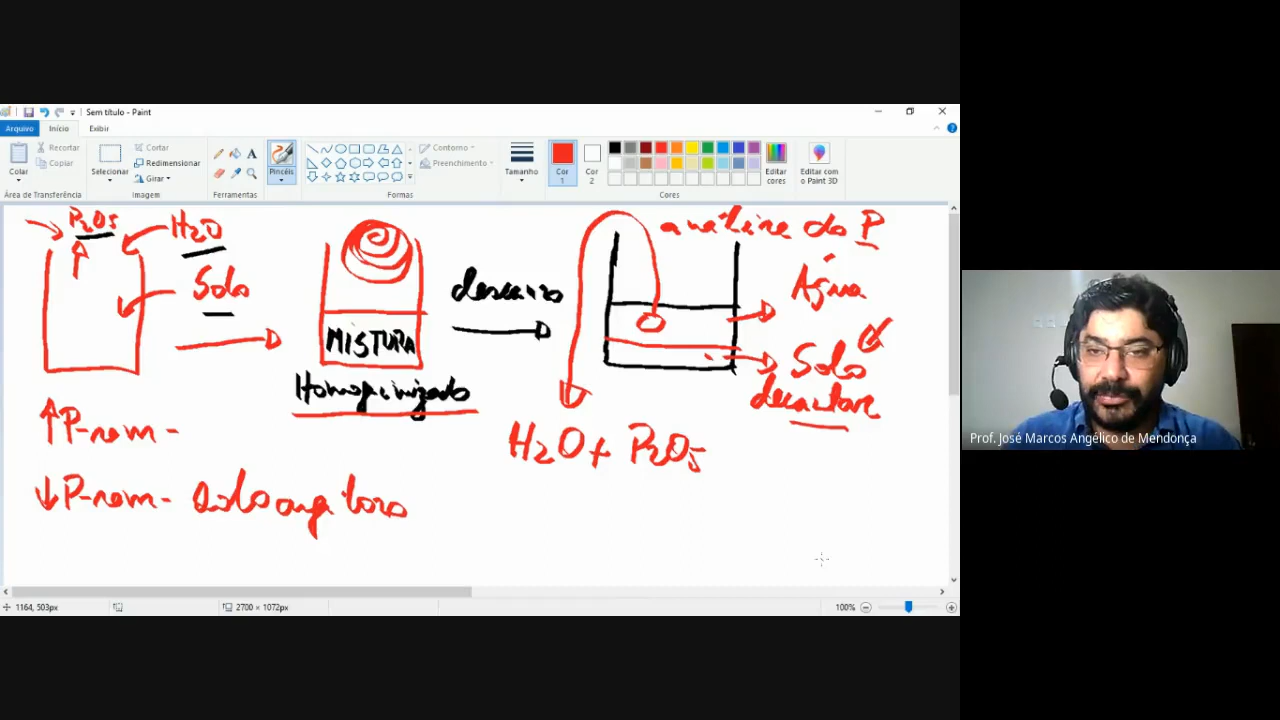 Sem título - Paint
Arquivo Início Exibir
Colar
Recortar
Copiar
Área de Transferência
Selecionar
Cortar
Redimensionar
Girar
Imagem
A
Ferramentas
Pincéis
Contorno
Preenchimento
Formas
Tamanho
Cor 1
Cor 2
Editar cores
Cores
Editar com o Paint 3D
P2O5
H2O
Solo
MISTURA
análise do P
Água
Solo
H2O + P2O5
↑P-rem-
↓P-rem-
Prof. José Marcos Angélico de Mendonça
1164, 503px
2700 × 1072px
100%